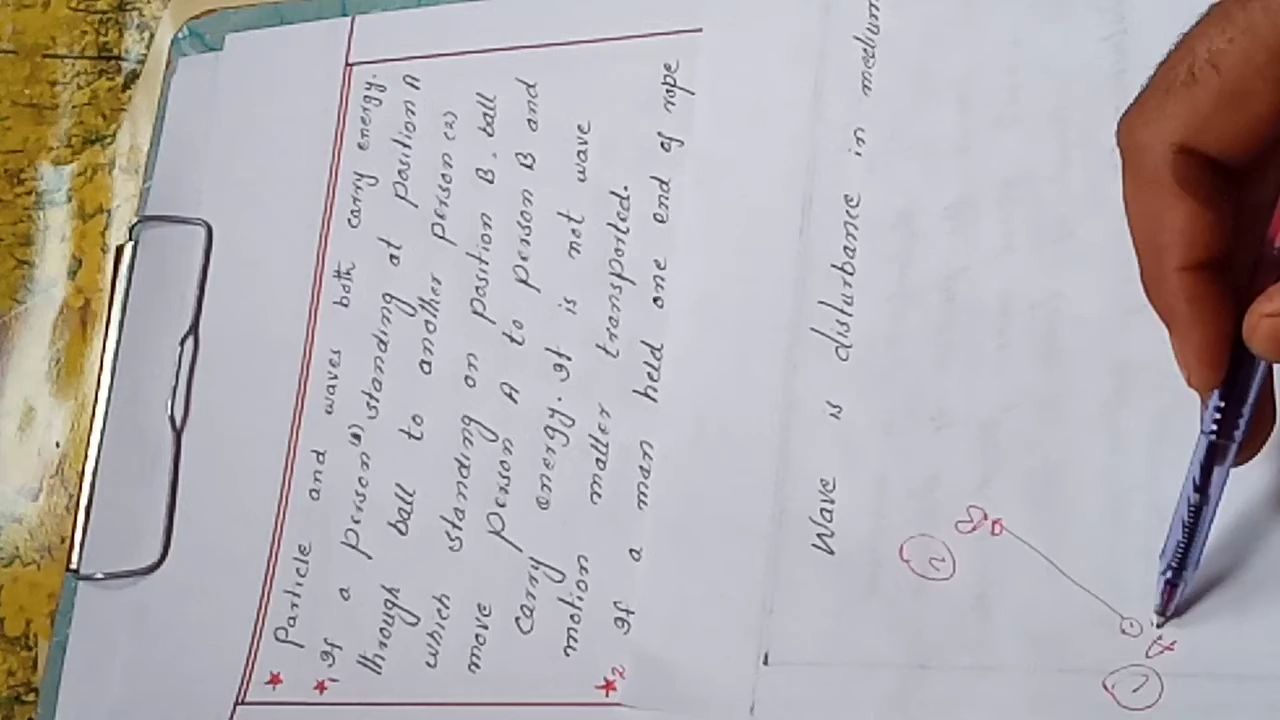 ★ Particle and waves both carry energy.
★1 If a person(1) standing at position A
through ball to another person (2)
which standing on position B. ball
move person A to person B and
carry energy. It is not wave
motion matter transported.
★2 If a man held one end of rope
Wave is disturbance in medium
2 B
1 A